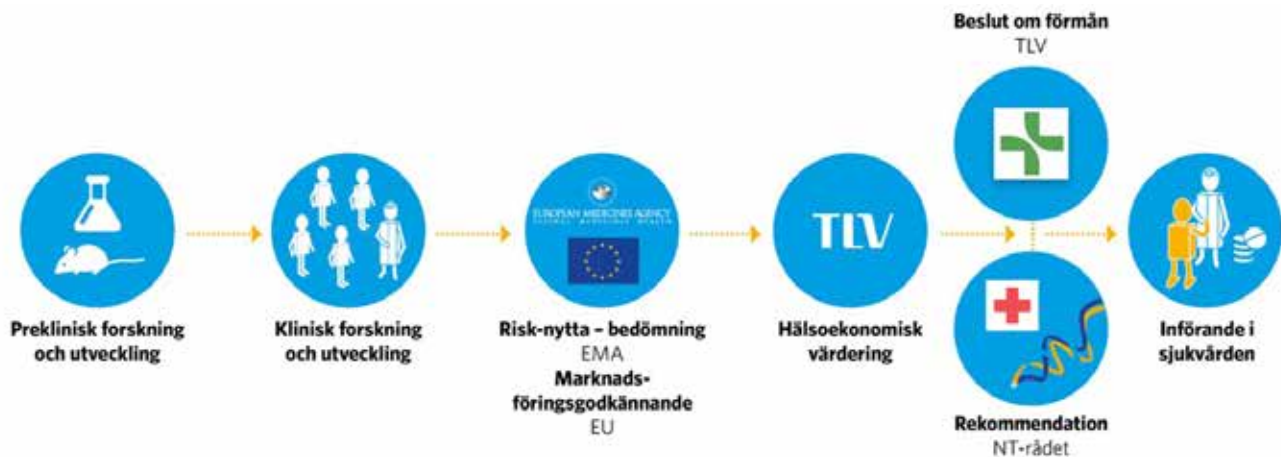 Beslut om förmån
TLV
EUROPEAN MEDICINES AGENCY
TLV
Preklinisk forskning
och utveckling
Klinisk forskning
och utveckling
Risk-nytta – bedömning
EMA
Marknads-
föringsgodkännande
EU
Hälsoekonomisk
värdering
Införande i
sjukvården
Rekommendation
NT-rådet